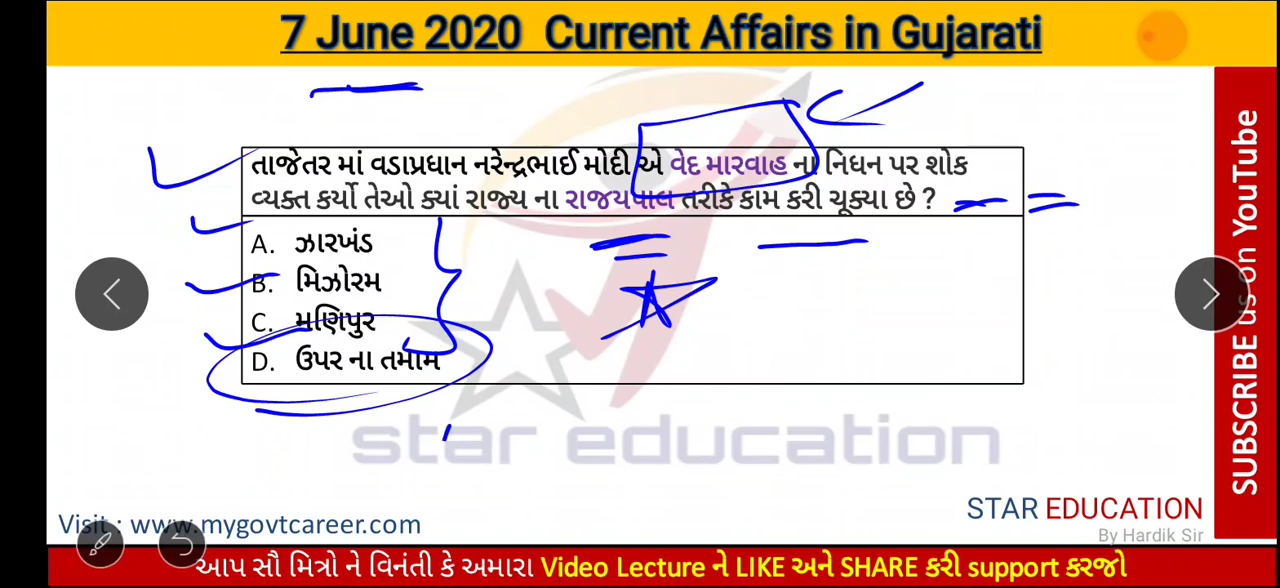 7 June 2020 Current Affairs in Gujarati
તાજેતર માં વડાપ્રધાન નરેન્દ્રભાઈ મોદી એ વેદ મારવાહ ના નિધન પર શોક
વ્યક્ત કર્યો તેઓ ક્યાં રાજ્ય ના રાજયપાલ તરીકે કામ કરી ચૂક્યા છે ?
A. ઝારખંડ
B. મિઝોરમ
C. મણિપુર
D. ઉપર ના તમામ
star education
STAR EDUCATION
By Hardik Sir
Visit : www.mygovtcareer.com
SUBSCRIBE us on YouTube
આપ સૌ મિત્રો ને વિનંતી કે અમારા Video Lecture ને LIKE અને SHARE કરી support કરજો